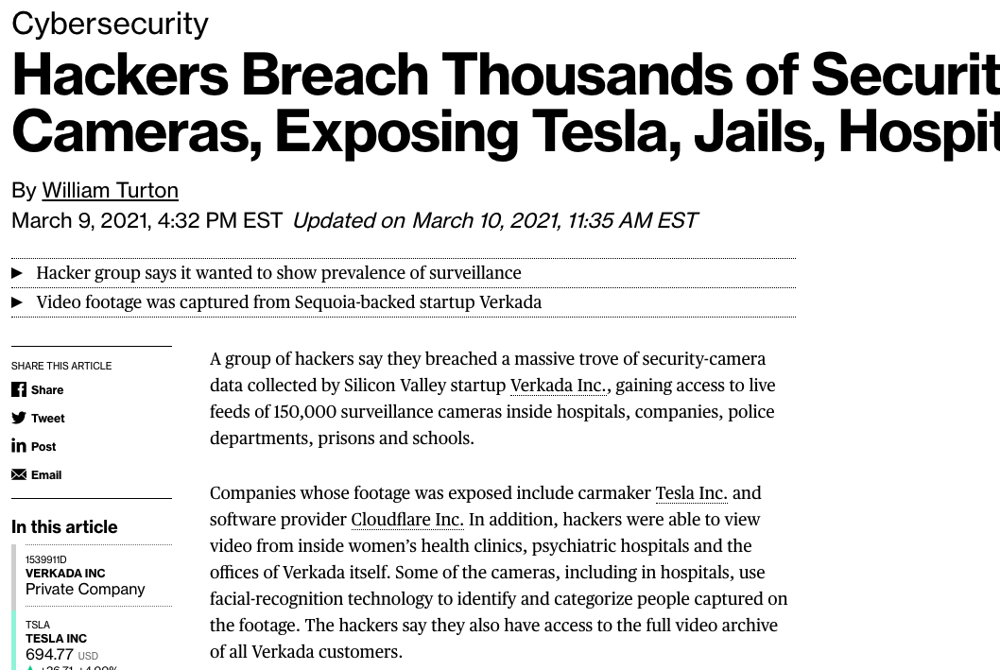 Cybersecurity
Hackers Breach Thousands of Securit
Cameras, Exposing Tesla, Jails, Hospit
By William Turton
March 9, 2021, 4:32 PM EST Updated on March 10, 2021, 11:35 AM EST
▶ Hacker group says it wanted to show prevalence of surveillance
▶ Video footage was captured from Sequoia-backed startup Verkada
SHARE THIS ARTICLE
Share
Tweet
Post
Email
In this article
1539911D
VERKADA INC
Private Company
TSLA
TESLA INC
694.77 USD
A group of hackers say they breached a massive trove of security-camera
data collected by Silicon Valley startup Verkada Inc., gaining access to live
feeds of 150,000 surveillance cameras inside hospitals, companies, police
departments, prisons and schools.
Companies whose footage was exposed include carmaker Tesla Inc. and
software provider Cloudflare Inc. In addition, hackers were able to view
video from inside women’s health clinics, psychiatric hospitals and the
offices of Verkada itself. Some of the cameras, including in hospitals, use
facial-recognition technology to identify and categorize people captured on
the footage. The hackers say they also have access to the full video archive
of all Verkada customers.